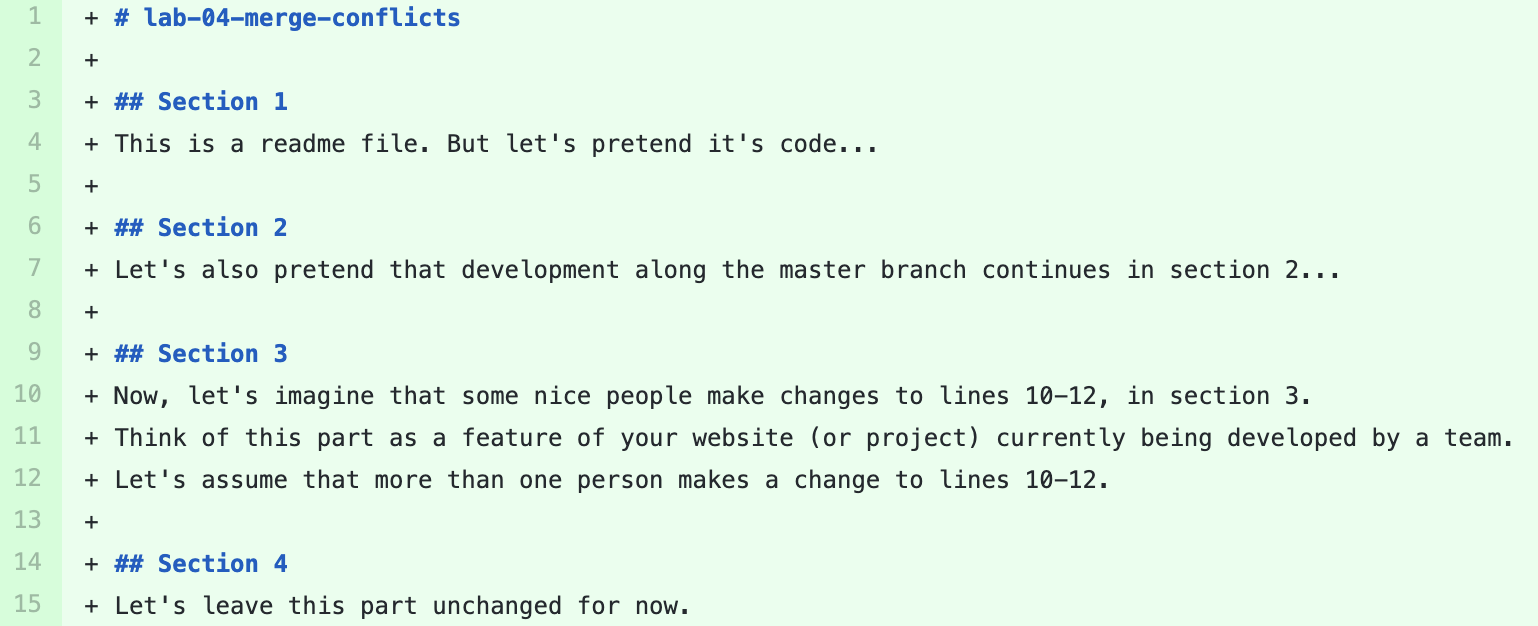 1 + # lab-04-merge-conflicts
2 +
3 + ## Section 1
4 + This is a readme file. But let's pretend it's code...
5 +
6 + ## Section 2
7 + Let's also pretend that development along the master branch continues in section 2...
8 +
9 + ## Section 3
10 + Now, let's imagine that some nice people make changes to lines 10-12, in section 3.
11 + Think of this part as a feature of your website (or project) currently being developed by a team.
12 + Let's assume that more than one person makes a change to lines 10-12.
13 +
14 + ## Section 4
15 + Let's leave this part unchanged for now.